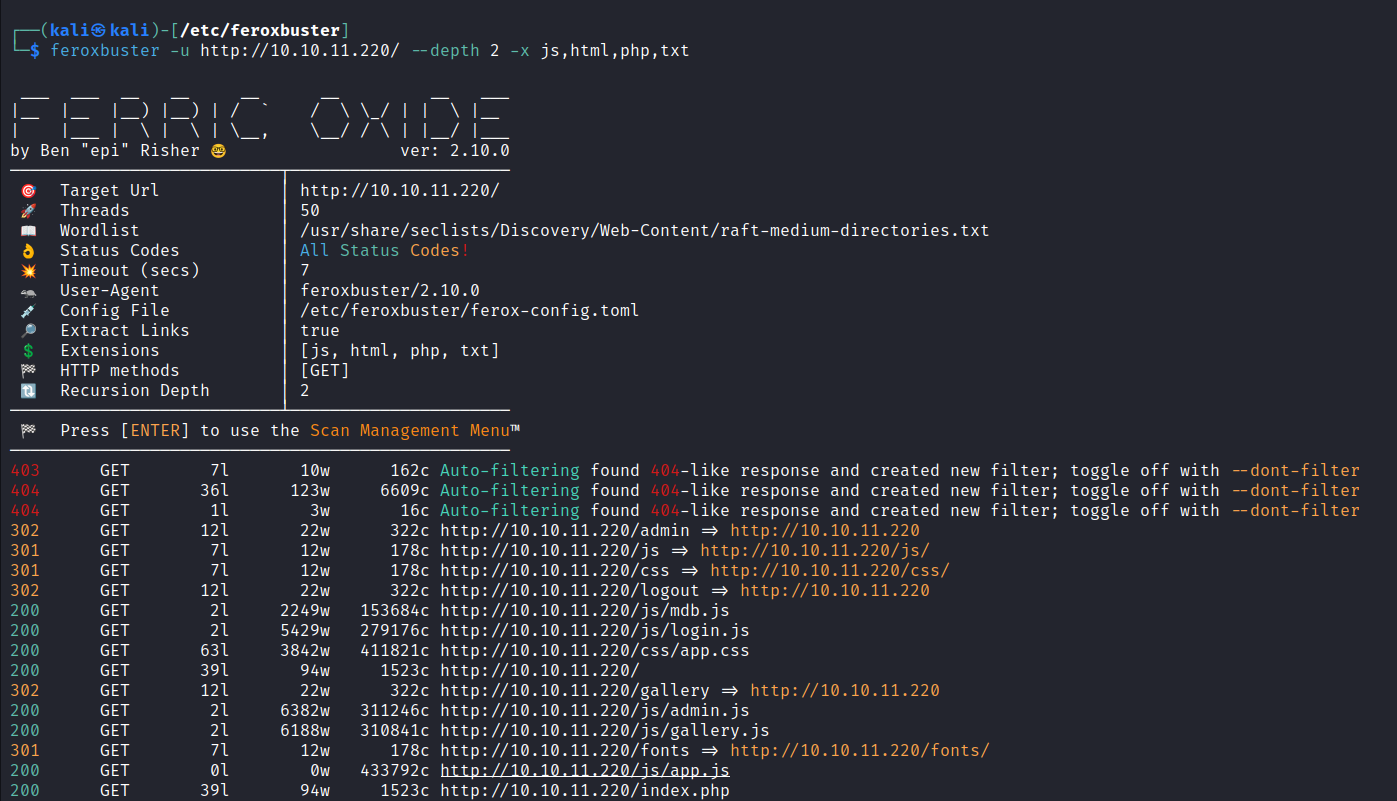 ┌──(kali㉿kali)-[/etc/feroxbuster]
└─$ feroxbuster -u http://10.10.11.220/ --depth 2 -x js,html,php,txt
FERRIC OXIDE
by Ben "epi" Risher 🤓 ver: 2.10.0
🎯 Target Url │ http://10.10.11.220/
🚀 Threads │ 50
📖 Wordlist │ /usr/share/seclists/Discovery/Web-Content/raft-medium-directories.txt
👌 Status Codes │ All Status Codes!
💥 Timeout (secs) │ 7
🦡 User-Agent │ feroxbuster/2.10.0
💉 Config File │ /etc/feroxbuster/ferox-config.toml
🔎 Extract Links │ true
💲 Extensions │ [js, html, php, txt]
🏁 HTTP methods │ [GET]
🔃 Recursion Depth │ 2
🏁 Press [ENTER] to use the Scan Management Menu™
403 GET 7l 10w 162c Auto-filtering found 404-like response and created new filter; toggle off with --dont-filter
404 GET 36l 123w 6609c Auto-filtering found 404-like response and created new filter; toggle off with --dont-filter
404 GET 1l 3w 16c Auto-filtering found 404-like response and created new filter; toggle off with --dont-filter
302 GET 12l 22w 322c http://10.10.11.220/admin => http://10.10.11.220
301 GET 7l 12w 178c http://10.10.11.220/js => http://10.10.11.220/js/
301 GET 7l 12w 178c http://10.10.11.220/css => http://10.10.11.220/css/
302 GET 12l 22w 322c http://10.10.11.220/logout => http://10.10.11.220
200 GET 2l 2249w 153684c http://10.10.11.220/js/mdb.js
200 GET 2l 5429w 279176c http://10.10.11.220/js/login.js
200 GET 63l 3842w 411821c http://10.10.11.220/css/app.css
200 GET 39l 94w 1523c http://10.10.11.220/
302 GET 12l 22w 322c http://10.10.11.220/gallery => http://10.10.11.220
200 GET 2l 6382w 311246c http://10.10.11.220/js/admin.js
200 GET 2l 6188w 310841c http://10.10.11.220/js/gallery.js
301 GET 7l 12w 178c http://10.10.11.220/fonts => http://10.10.11.220/fonts/
200 GET 0l 0w 433792c http://10.10.11.220/js/app.js
200 GET 39l 94w 1523c http://10.10.11.220/index.php